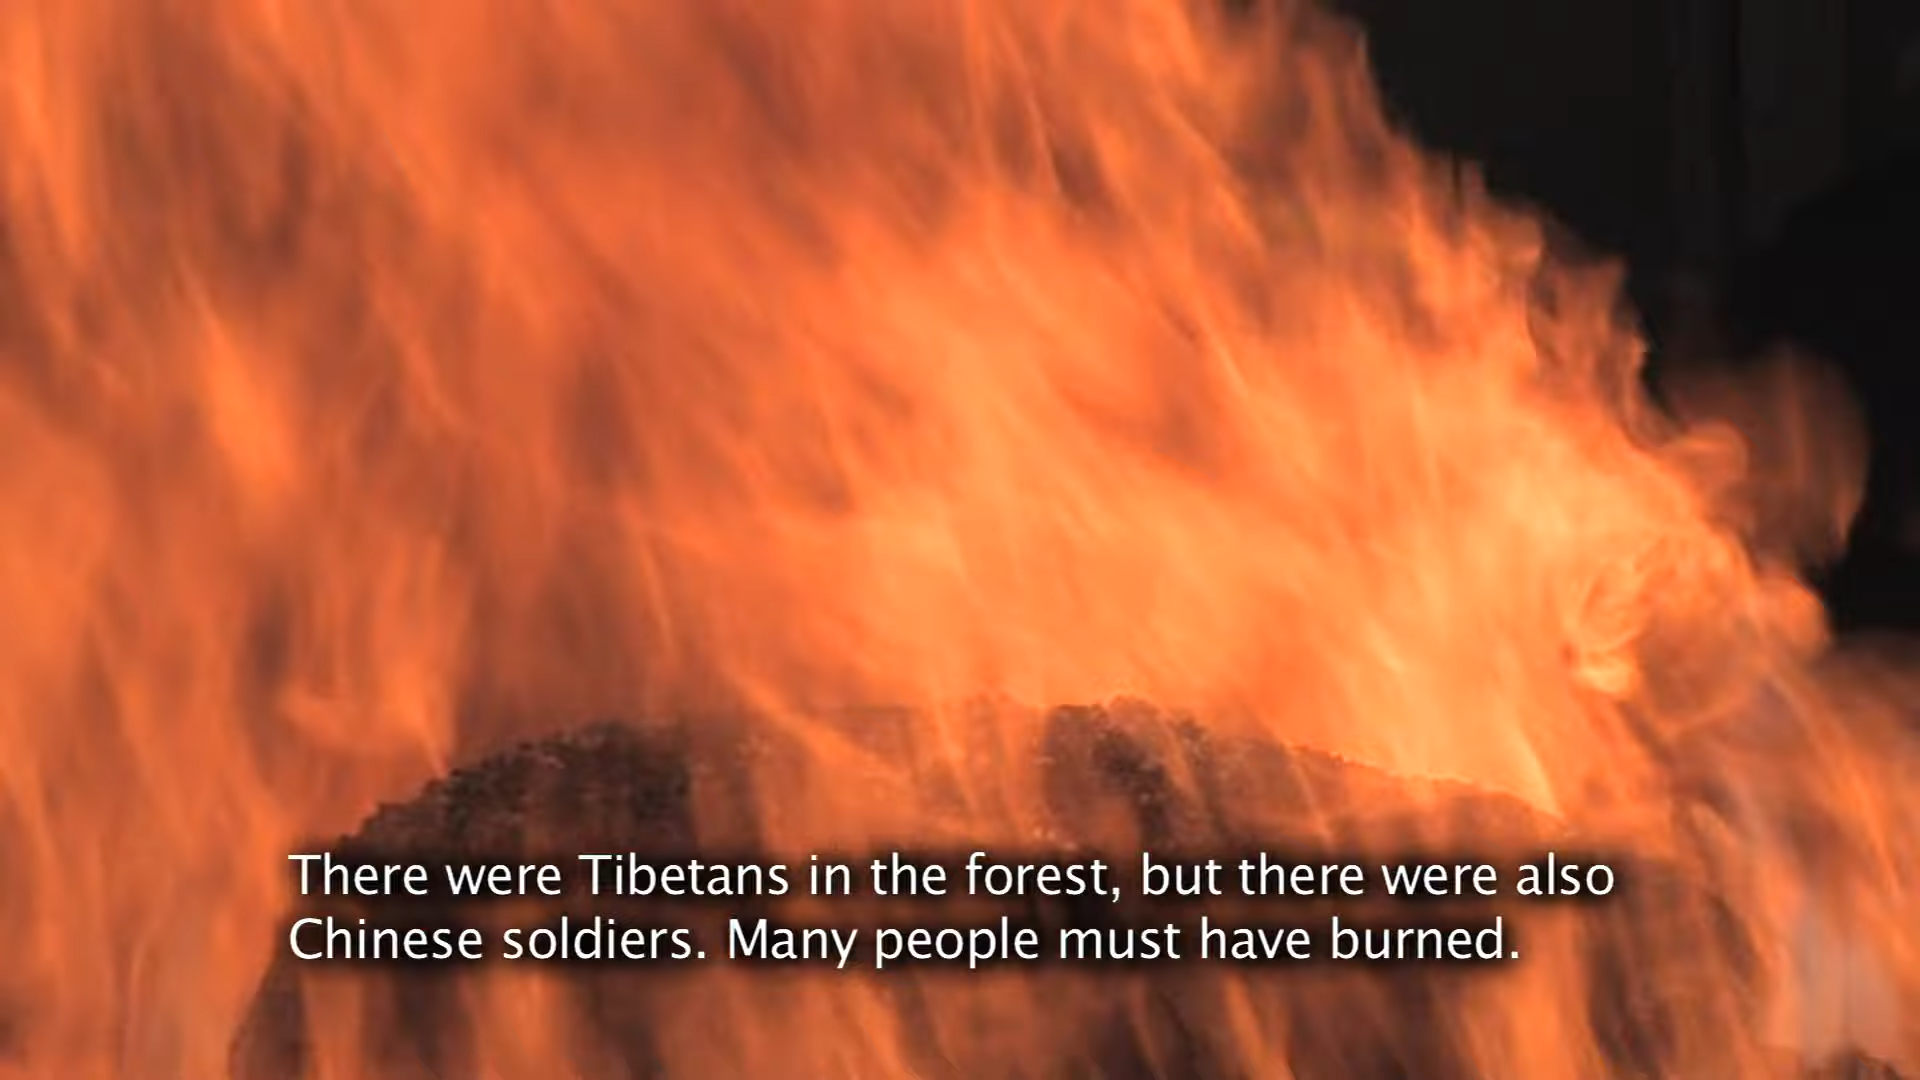 There were Tibetans in the forest, but there were also
Chinese soldiers. Many people must have burned.